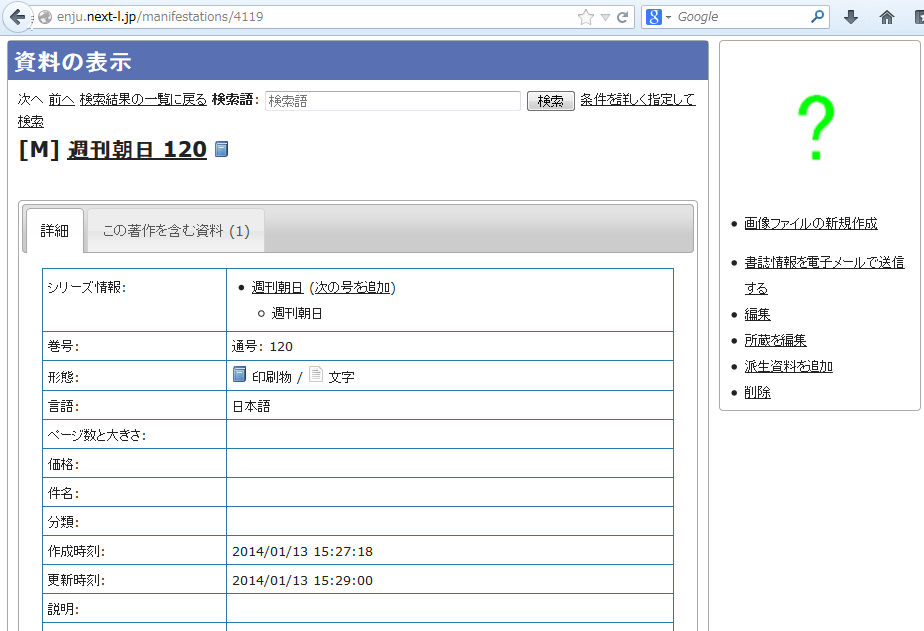 enju.next-l.jp/manifestations/4119
Google
資料の表示
次へ 前へ 検索結果の一覧に戻る 検索語: 検索語 検索 条件を詳しく指定して
検索
[M] 週刊朝日 120
詳細
この著作を含む資料 (1)
シリーズ情報:
週刊朝日 (次の号を追加)
週刊朝日
巻号:
通号: 120
形態:
印刷物 / 文字
言語:
日本語
ページ数と大きさ:
価格:
件名:
分類:
作成時刻:
2014/01/13 15:27:18
更新時刻:
2014/01/13 15:29:00
説明:
?
画像ファイルの新規作成
書誌情報を電子メールで送信
する
編集
所蔵を編集
派生資料を追加
削除